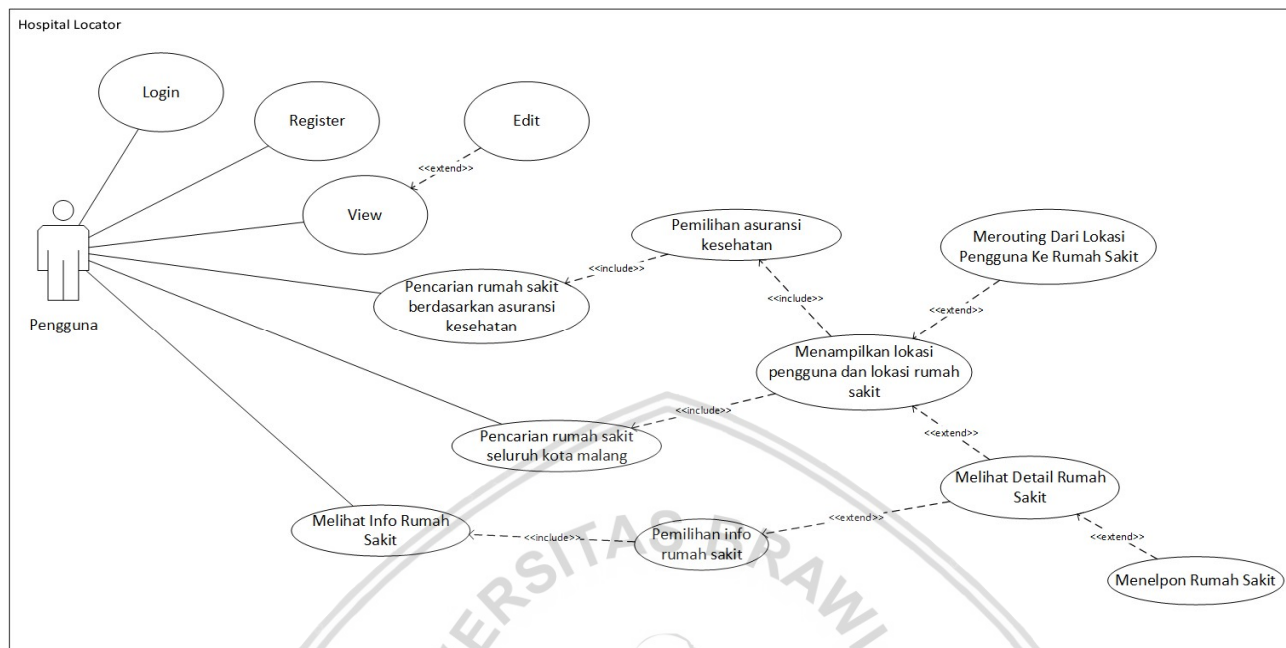 Hospital Locator
Login
Register
Edit
<<extend>>
View
Pemilihan asuransi
kesehatan
Merouting Dari Lokasi
Pengguna Ke Rumah Sakit
<<include>>
Pencarian rumah sakit
berdasarkan asuransi
kesehatan
<<include>>
<<extend>>
Pengguna
Menampilkan lokasi
pengguna dan lokasi rumah
sakit
<<include>>
<<extend>>
Pencarian rumah sakit
seluruh kota malang
Melihat Detail Rumah
Sakit
Melihat Info Rumah
Sakit
<<include>>
Pemilihan info
rumah sakit
<<extend>>
<<extend>>
Menelpon Rumah Sakit
ERSITAS BRAWI